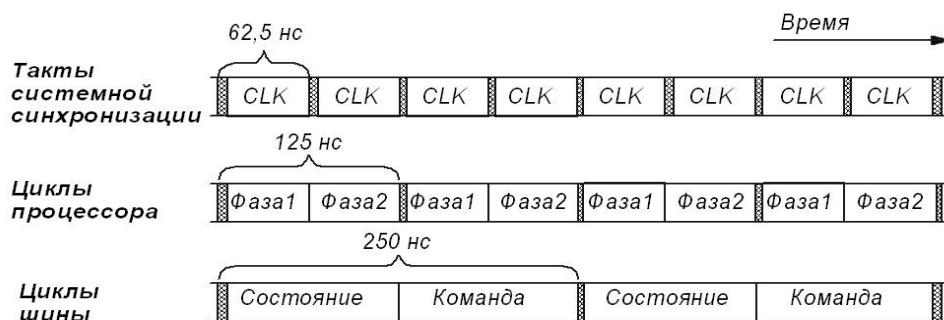 62,5 нс
Время
Такты
системной
синхронизации
CLK CLK CLK CLK CLK CLK CLK CLK
125 нс
Циклы
процессора
Фаза1 Фаза2 Фаза1 Фаза2 Фаза1 Фаза2 Фаза1 Фаза2
250 нс
Циклы
шины
Состояние Команда Состояние Команда